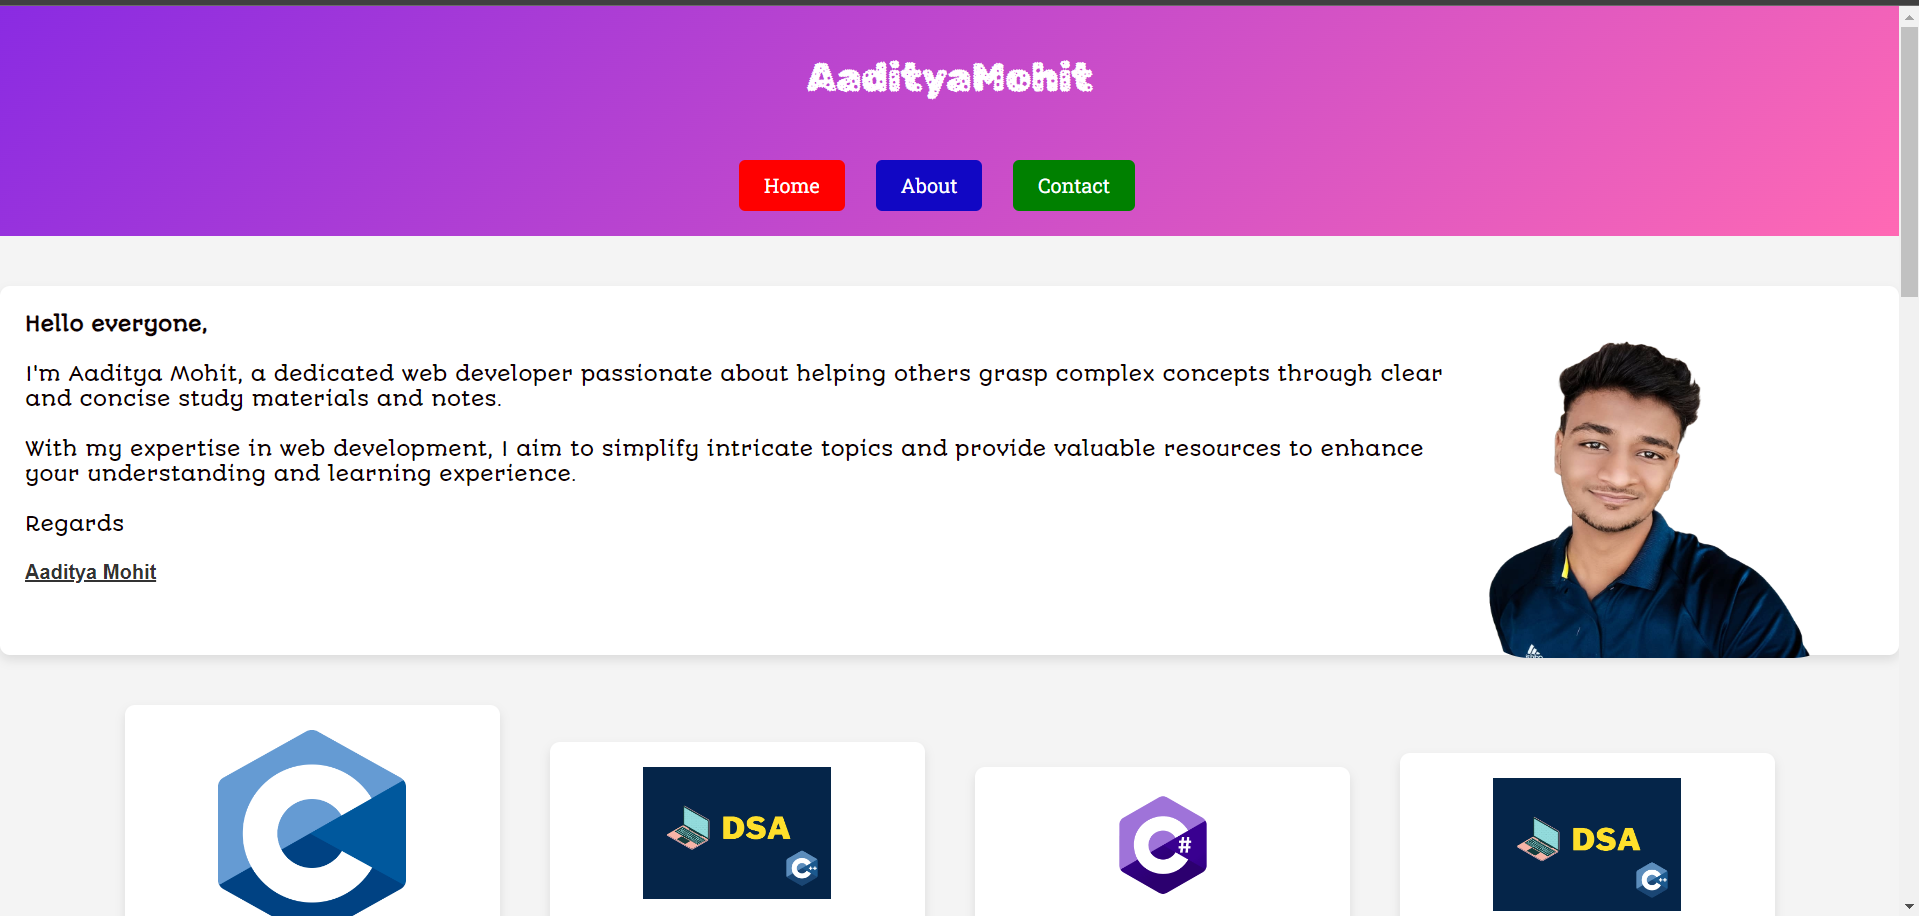 AadityaMohit
Home About Contact
Hello everyone,
I'm Aaditya Mohit, a dedicated web developer passionate about helping others grasp complex concepts through clear
and concise study materials and notes.
With my expertise in web development, I aim to simplify intricate topics and provide valuable resources to enhance
your understanding and learning experience.
Regards
Aaditya Mohit
C
DSA
C++
C#
DSA
C++